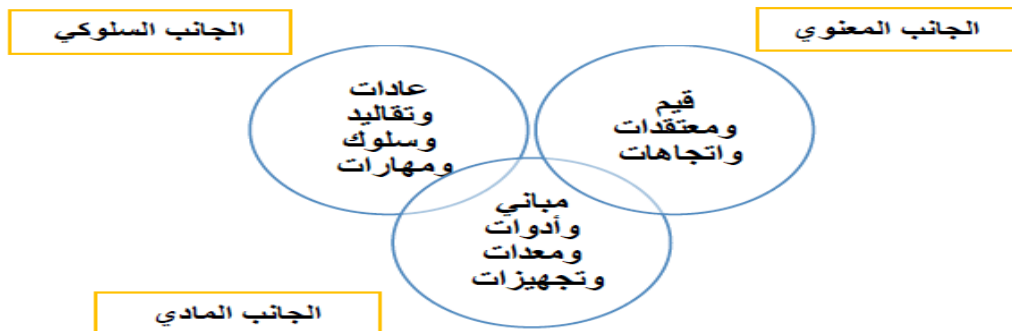 الجانب المعنوي
الجانب السلوكي
قيم
ومعتقدات
واتجاهات
عادات
وتقاليد
وسلوك
ومهارات
مباني
وأدوات
ومعدات
وتجهيزات
الجانب المادي